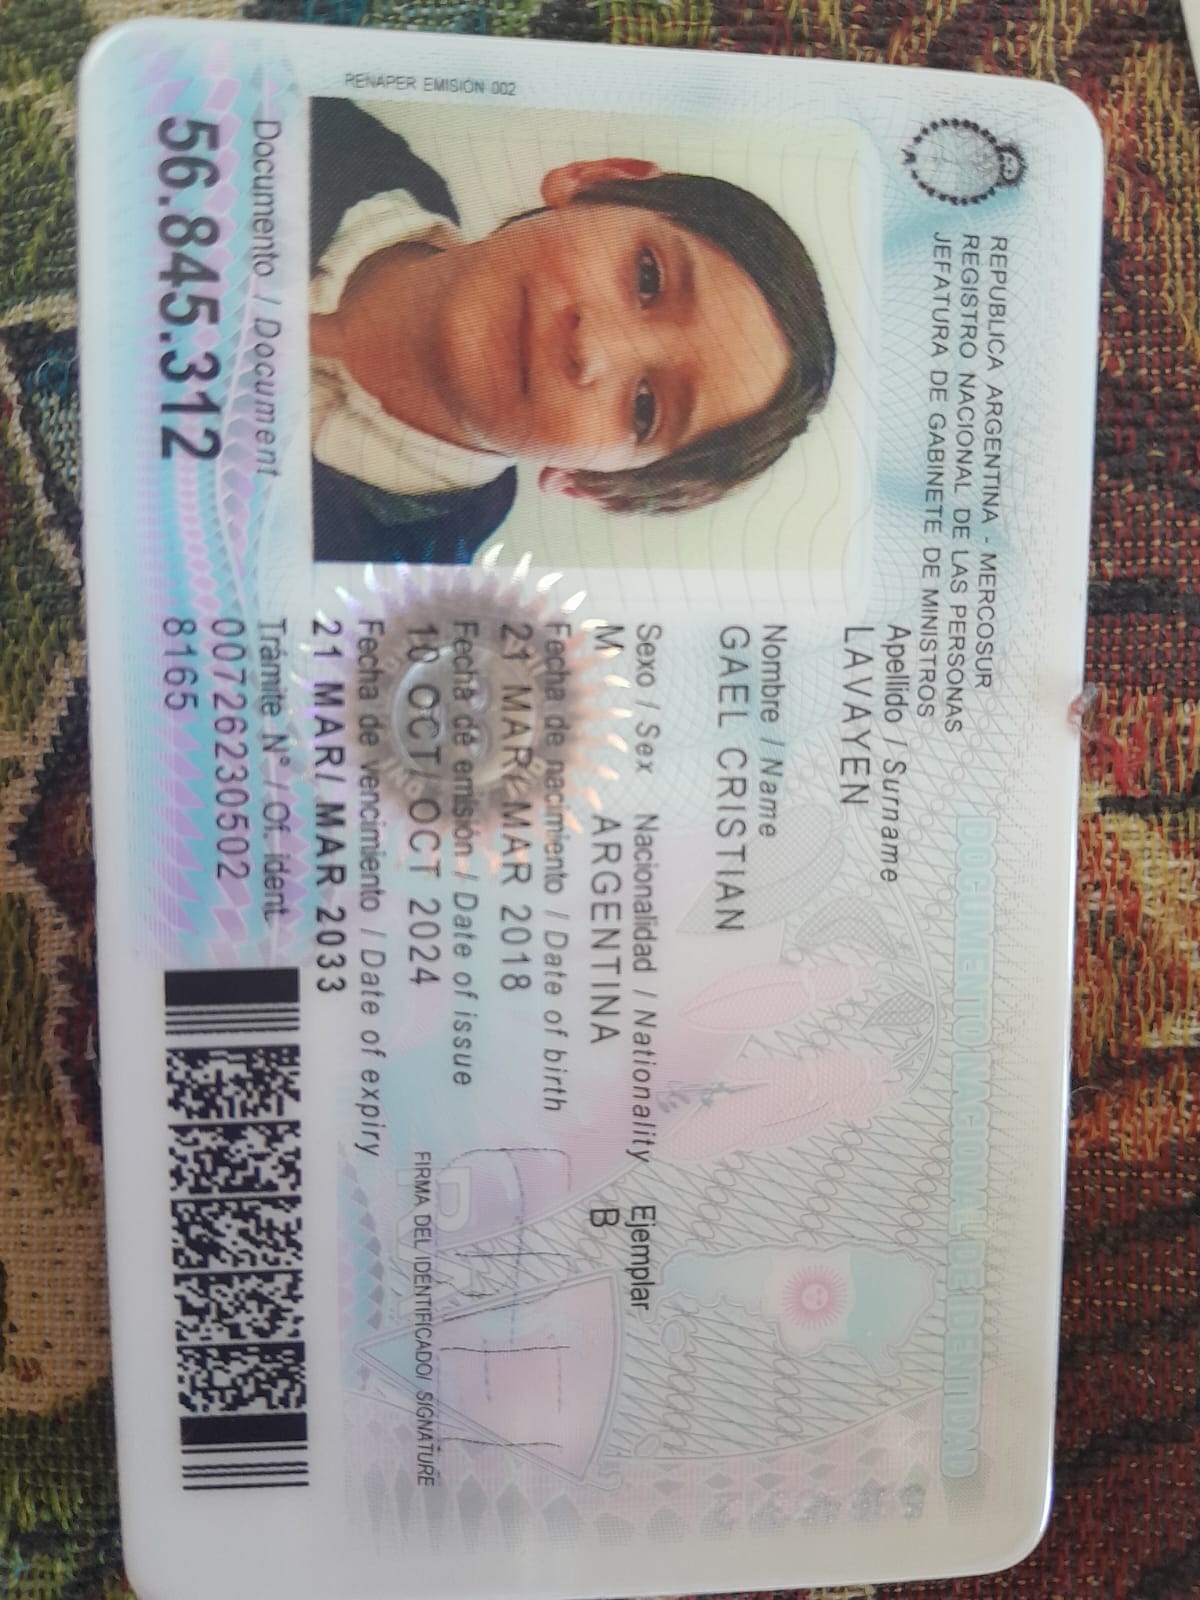 REPUBLICA ARGENTINA - MERCOSUR
REGISTRO NACIONAL DE LAS PERSONAS
JEFATURA DE GABINETE DE MINISTROS
DOCUMENTO NACIONAL DE IDENTIDAD
RENAPER EMISIÓN 002
Apellido / Surname
LAVAYEN
Nombre / Name
GAEL CRISTIAN
Sexo / Sex Nacionalidad / Nationality Ejemplar
M ARGENTINA B
Fecha de nacimiento / Date of birth
21 MAR/ MAR 2018
Fecha de emisión / Date of issue
10 OCT/ OCT 2024
Fecha de vencimiento / Date of expiry
21 MAR/ MAR 2033
FIRMA DEL IDENTIFICADO/ SIGNATURE
Documento / Document
56.845.312
Trámite N° / Of. ident.
00726230502
8165